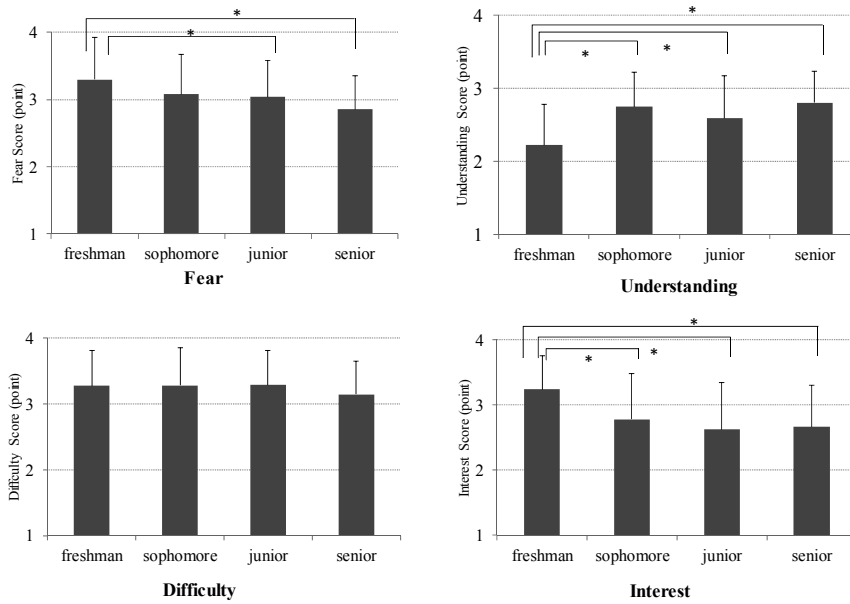 *
*
4
3
2
1
Fear Score (point)
freshman sophomore junior senior
Fear
*
* *
4
3
2
1
Understanding Score (point)
freshman sophomore junior senior
Understanding
4
3
2
1
Diffculty Score (point)
freshman sophomore junior senior
Difficulty
*
* *
4
3
2
1
Interest Score (point)
freshman sophomore junior senior
Interest